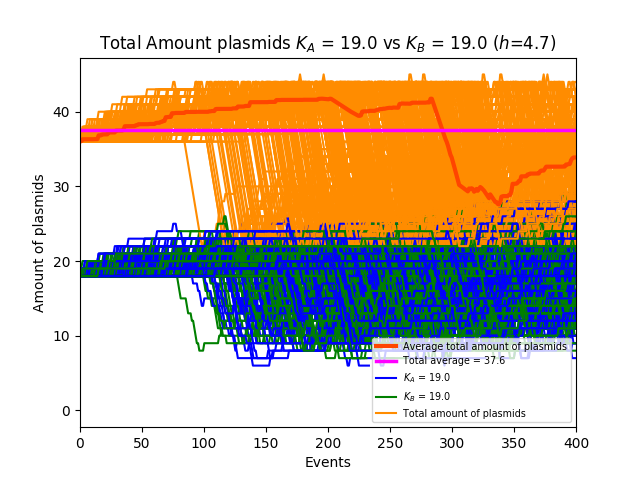 Total Amount plasmids K_A = 19.0 vs K_B = 19.0 (h=4.7)
Amount of plasmids
40
30
20
10
0
Average total amount of plasmids
Total average = 37.6
K_A = 19.0
K_B = 19.0
Total amount of plasmids
0 50 100 150 200 250 300 350 400
Events